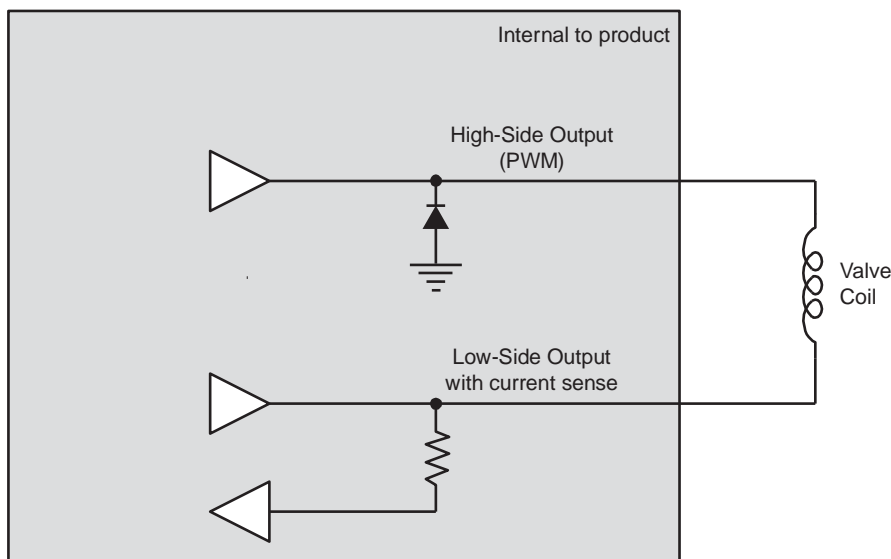 Internal to product
High-Side Output
(PWM)
Valve
Coil
Low-Side Output
with current sense